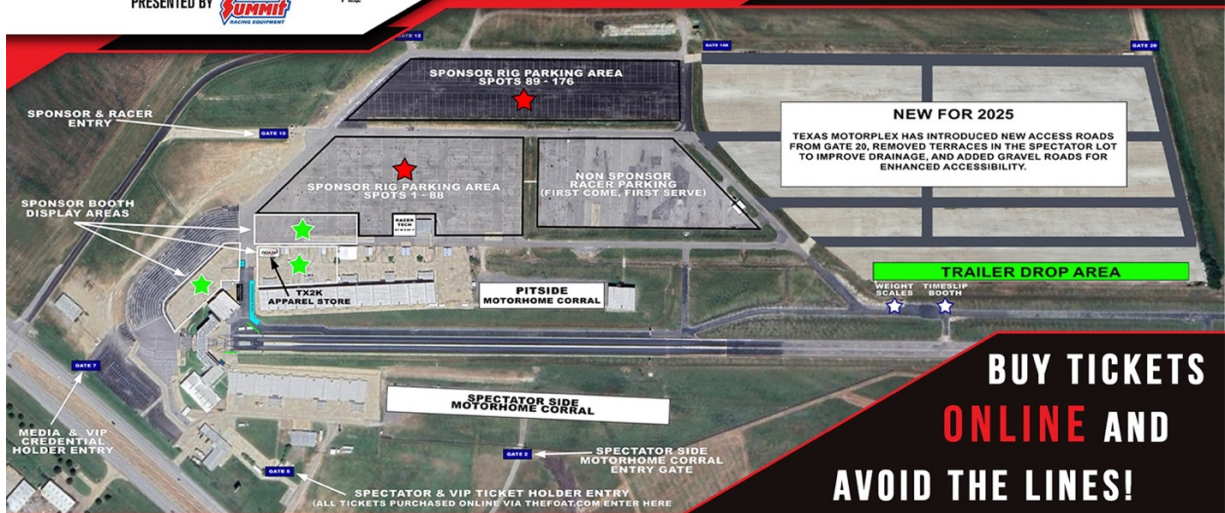 PRESENTED BY
SUMMIT
RACING EQUIPMENT
GATE 12
GATE 20
SPONSOR RIG PARKING AREA
SPOTS 89 - 176
SPONSOR & RACER
ENTRY
GATE 10
NEW FOR 2025
TEXAS MOTORPLEX HAS INTRODUCED NEW ACCESS ROADS
FROM GATE 20, REMOVED TERRACES IN THE SPECTATOR LOT
TO IMPROVE DRAINAGE, AND ADDED GRAVEL ROADS FOR
ENHANCED ACCESSIBILITY.
SPONSOR RIG PARKING AREA
SPOTS 1 - 88
NON SPONSOR
RACER PARKING
(FIRST COME, FIRST SERVE)
SPONSOR BOOTH
DISPLAY AREAS
RACER
TECH
TX2K
APPAREL STORE
PITSIDE
MOTORHOME CORRAL
TRAILER DROP AREA
WEIGHT
SCALES
TIMESLIP
BOOTH
GATE 7
MEDIA & VIP
CREDENTIAL
HOLDER ENTRY
SPECTATOR SIDE
MOTORHOME CORRAL
GATE 2
SPECTATOR SIDE
MOTORHOME CORRAL
ENTRY GATE
GATE 5
SPECTATOR & VIP TICKET HOLDER ENTRY
(ALL TICKETS PURCHASED ONLINE VIA THEFOAT.COM ENTER HERE
BUY TICKETS
ONLINE AND
AVOID THE LINES!